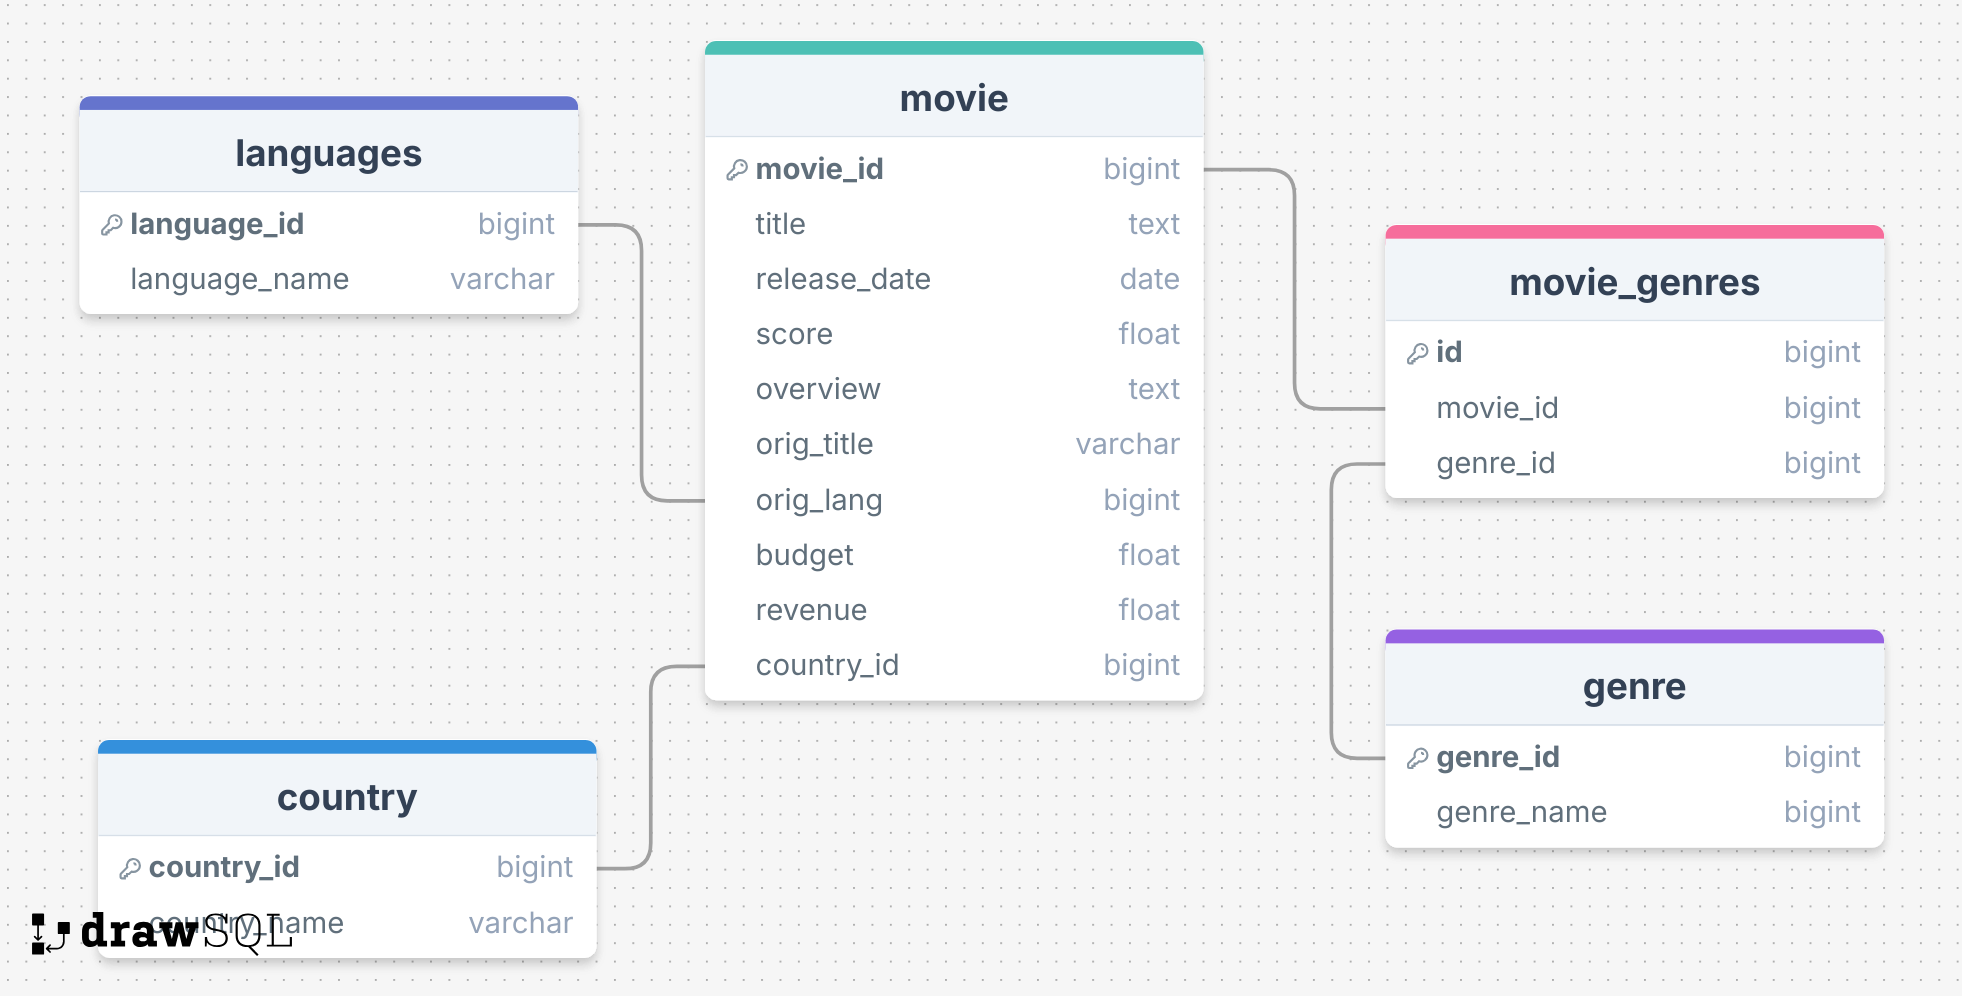 languages
language_id bigint
language_name varchar
movie
movie_id bigint
title text
release_date date
score float
overview text
orig_title varchar
orig_lang bigint
budget float
revenue float
country_id bigint
movie_genres
id bigint
movie_id bigint
genre_id bigint
genre
genre_id bigint
genre_name bigint
country
country_id bigint
country_name varchar
drawSQL